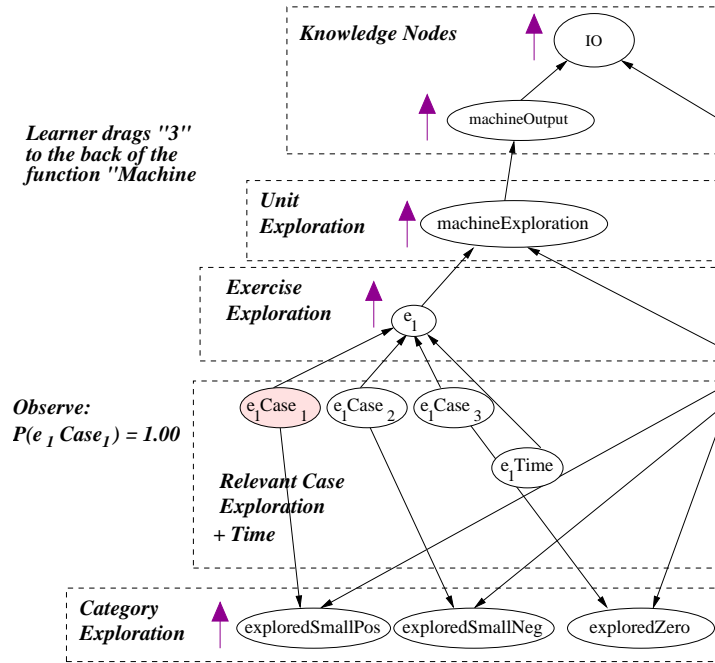 Knowledge Nodes
IO
machineOutput
Learner drags "3"
to the back of the
function "Machine
Unit
Exploration
machineExploration
Exercise
Exploration
e1
Observe:
P(e1 Case1) = 1.00
e1Case1
e1Case2
e1Case3
e1Time
Relevant Case
Exploration
+ Time
Category
Exploration
exploredSmallPos
exploredSmallNeg
exploredZero